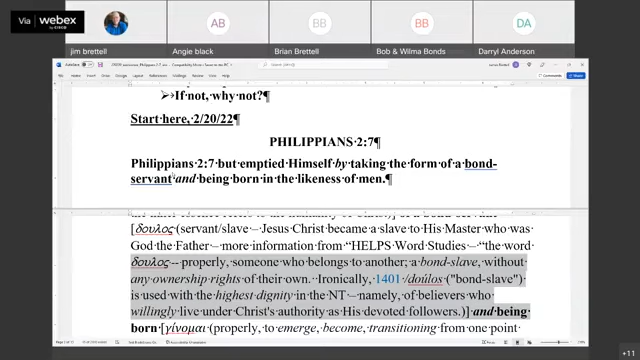 Via webex
by CISCO
AB
BB
BB
DA
jim brettell
Angie black
Brian Brettell
Bob & Wilma Bonds
Darryl Anderson
➢→If·not,·why·not?¶
Start·here,·2/20/22¶
PHILIPPIANS·2:7¶
Philippians·2:7·but·emptied·Himself·by·taking·the·form·of·a·bond-
servant·and·being·born·in·the·likeness·of·men.¶
[δουλος·(servant/slave·–·Jesus·Christ·became·a·slave·to·His·Master·who·was·
God·the·Father·–·more·information·from·“HELPS·Word·Studies·–·“the·word·
δουλος·–·properly,·someone·who·belongs·to·another;·a·bond-slave,·without·
any·ownership·rights·of·their·own.··Ironically,·1401·/doúlos·("bond-slave")·
is·used·with·the·highest·dignity·in·the·NT·–·namely,·of·believers·who·
willingly·live·under·Christ's·authority·as·His·devoted·followers.)]·and·being·
born·[γίνομαι·(properly,·to·emerge,·become,·transitioning·from·one·point·
+11